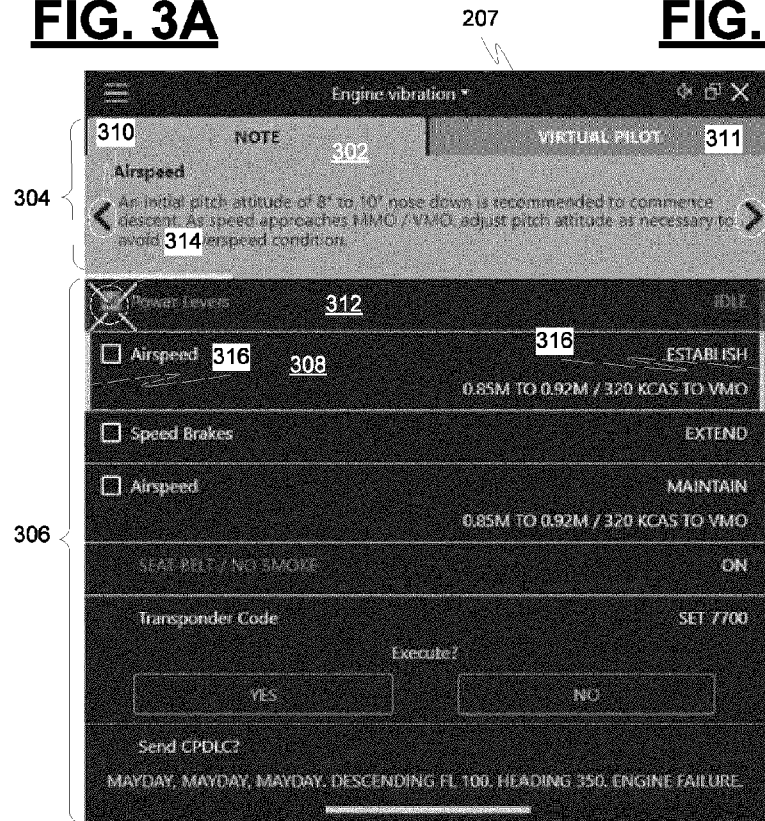 FIG. 3A
FIG.
207
Engine vibration
310
NOTE
302
VIRTUAL PILOT
311
304
Airspeed
An initial pitch attitude of 8° to 10° nose down is recommended to commence
descent. As speed approaches MMO / VMO, adjust pitch attitude as necessary to
avoid 314 verspeed condition.
Power Levers
312
IDLE
Airspeed
316
308
316
ESTABLISH
0.85M TO 0.92M / 320 KCAS TO VMO
Speed Brakes
EXTEND
Airspeed
MAINTAIN
306
0.85M TO 0.92M / 320 KCAS TO VMO
SEAT BELT / NO SMOKE
ON
Transponder Code
SET 7700
Execute?
YES
NO
Send CPDLC?
MAYDAY, MAYDAY, MAYDAY. DESCENDING FL 100. HEADING 350. ENGINE FAILURE.